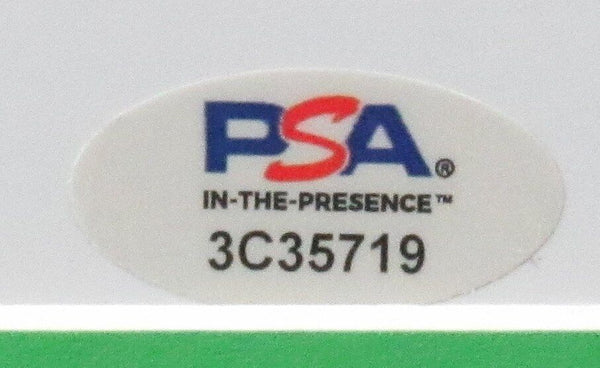 PSA®
IN-THE-PRESENCE™
3C35719